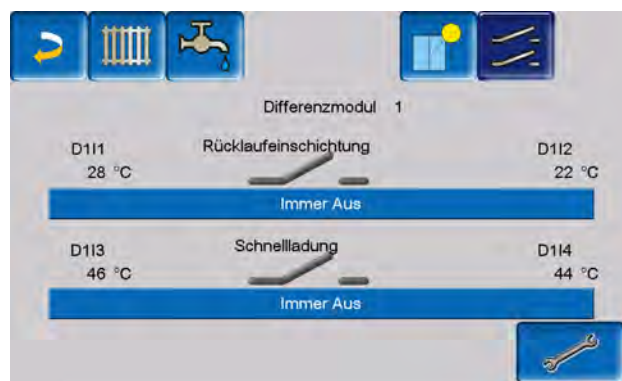 Differenzmodul 1
D1I1 Rücklaufeinschichtung D1I2
28 °C 22 °C
Immer Aus
D1I3 Schnellladung D1I4
46 °C 44 °C
Immer Aus